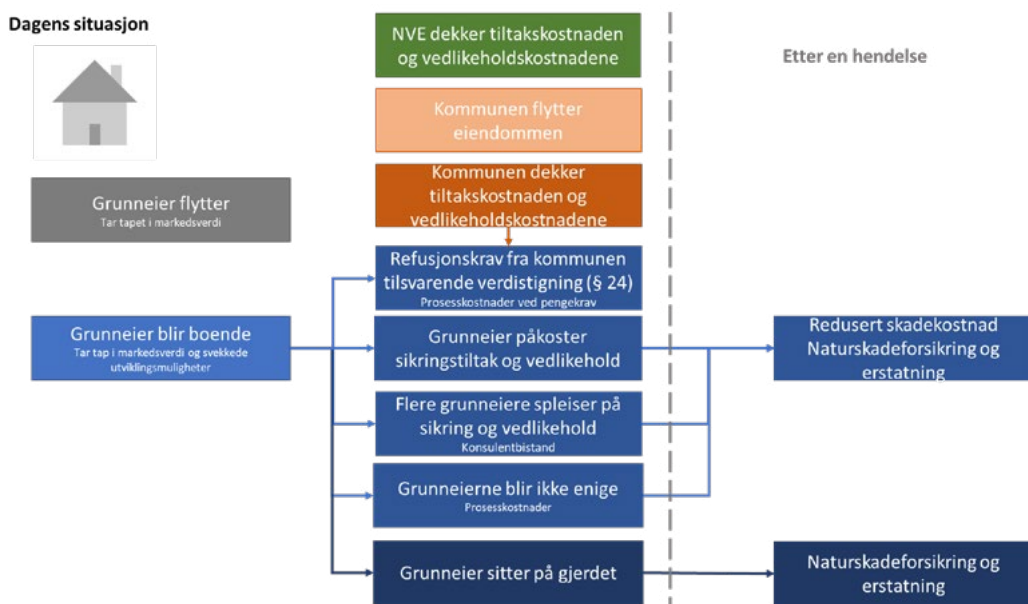 Dagens situasjon
Grunneier flytter
Tar tapet i markedsverdi
Grunneier blir boende
Tar tap i markedsverdi og svekkede
utviklingsmuligheter
NVE dekker tiltakskostnaden
og vedlikeholdskostnadene
Kommunen flytter
eiendommen
Kommunen dekker
tiltakskostnaden og
vedlikeholdskostnadene
Refusjonskrav fra kommunen
tilsvarende verdistigning (§ 24)
Prosesskostnader ved pengekrav
Grunneier påkoster
sikringstiltak og vedlikehold
Flere grunneiere spleiser på
sikring og vedlikehold
Konsulentbistand
Grunneierne blir ikke enige
Prosesskostnader
Grunneier sitter på gjerdet
Etter en hendelse
Redusert skadekostnad
Naturskadeforsikring og
erstatning
Naturskadeforsikring og
erstatning